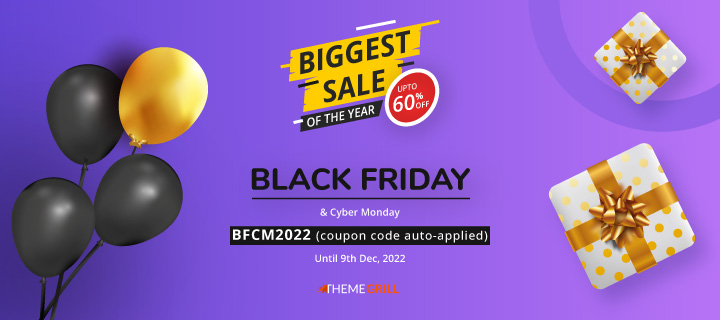 BIGGEST
SALE
OF THE YEAR
UPTO
60% OFF
BLACK FRIDAY
& Cyber Monday
BFCM2022 (coupon code auto-applied)
Until 9th Dec, 2022
THEMEGRILL